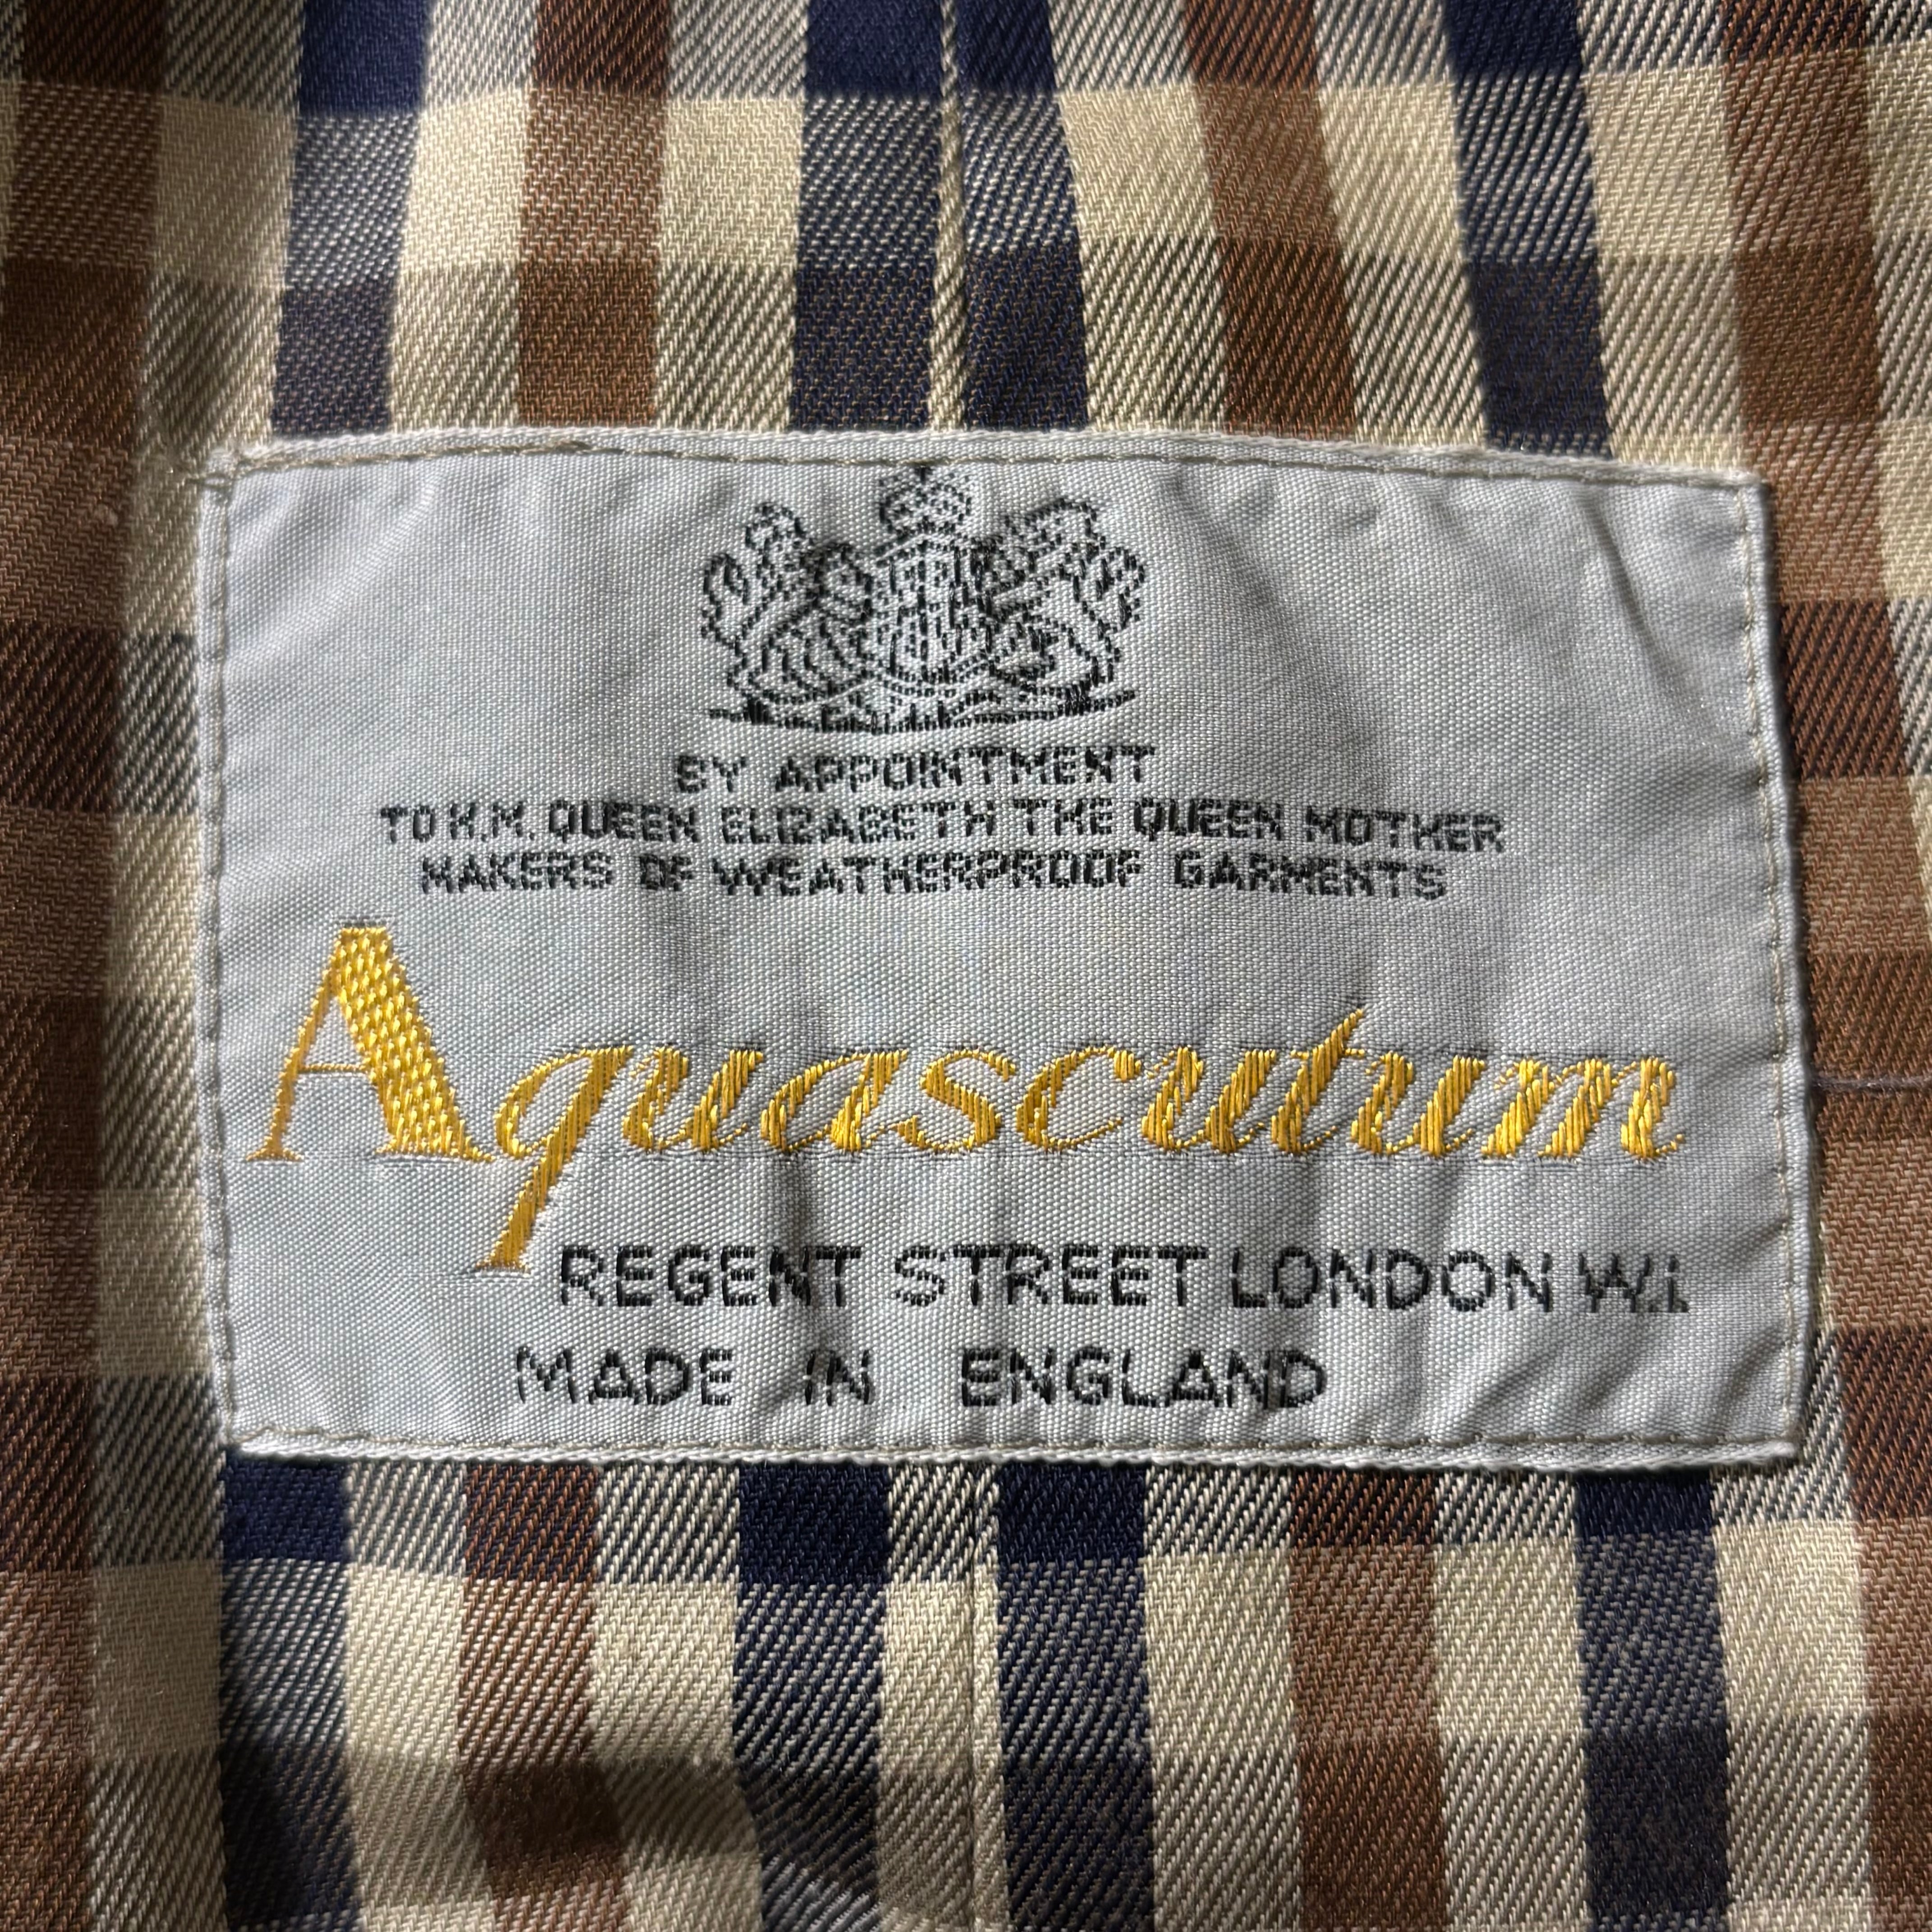 BY APPOINTMENT
TO H.M. QUEEN ELIZABETH THE QUEEN MOTHER
MAKERS OF WEATHERPROOF GARMENTS
Aquascutum
REGENT STREET LONDON W.1.
MADE IN ENGLAND